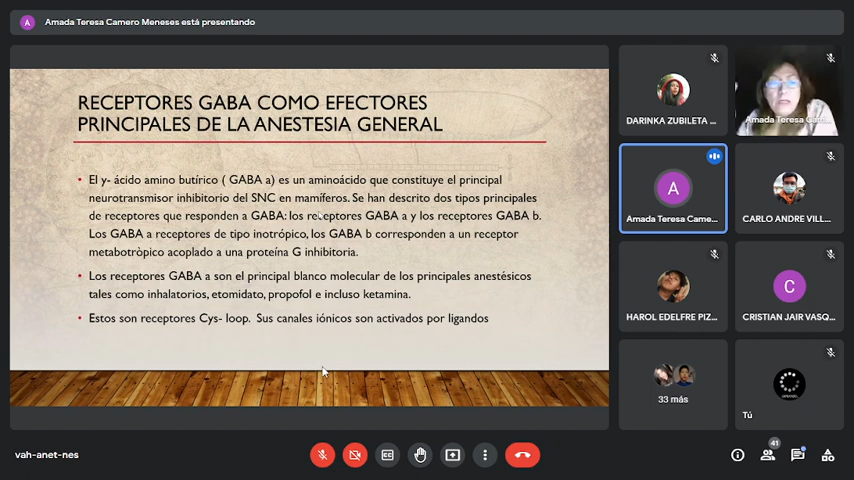 A Amada Teresa Camero Meneses está presentando
RECEPTORES GABA COMO EFECTORES
PRINCIPALES DE LA ANESTESIA GENERAL
• El y- ácido amino butírico ( GABA a) es un aminoácido que constituye el principal
neurotransmisor inhibitorio del SNC en mamíferos. Se han descrito dos tipos principales
de receptores que responden a GABA: los receptores GABA a y los receptores GABA b.
Los GABA a receptores de tipo inotrópico, los GABA b corresponden a un receptor
metabotròpico acoplado a una proteína G inhibitoria.
• Los receptores GABA a son el principal blanco molecular de los principales anestésicos
tales como inhalatorios, etomidato, propofol e incluso ketamina.
• Estos son receptores Cys- loop. Sus canales iónicos son activados por ligandos
DARINKA ZUBILETA ...
Amada Teresa Cam...
A
Amada Teresa Came...
CARLO ANDRE VILL...
HAROL EDELFRE PIZ...
C
CRISTIAN JAIR VASQ...
33 más
Tú
vah-anet-nes
41